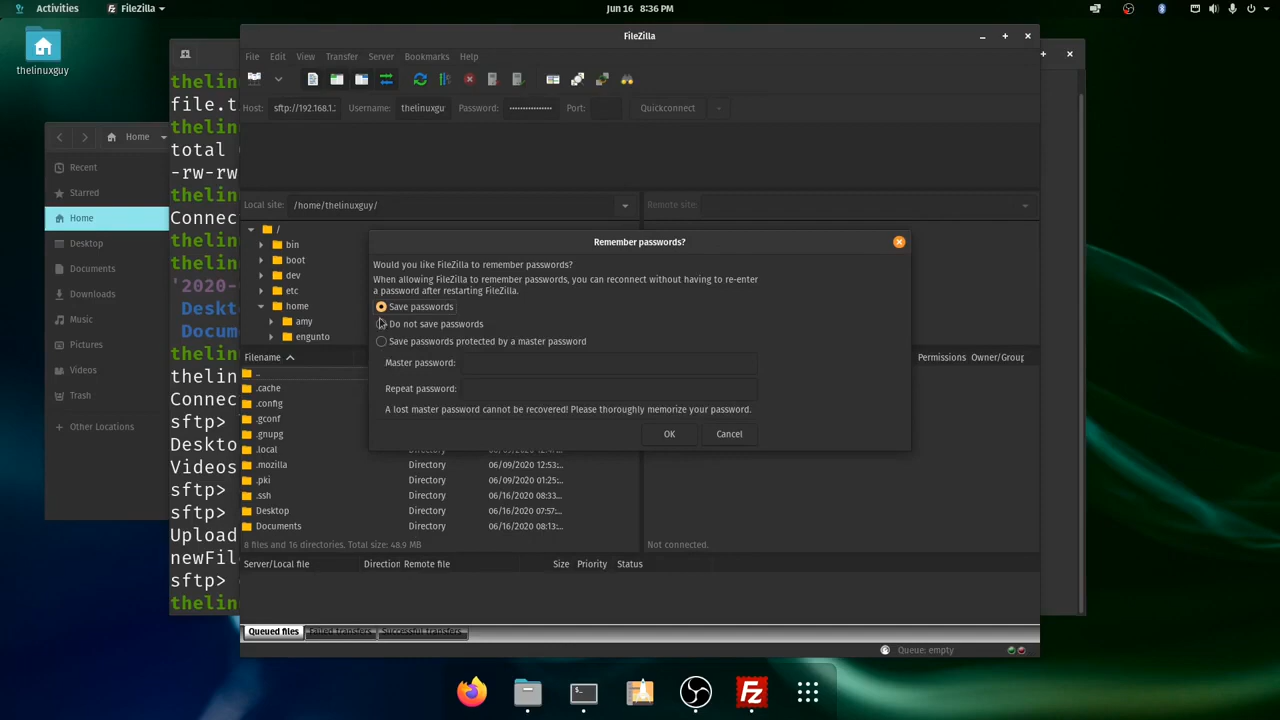 Activities
FileZilla
Jun 16 8:36 PM
thelinuxguy
FileZilla
File Edit View Transfer Server Bookmarks Help
Host: sftp://192.168.1. Username: thelinuxgu Password: •••••••••••••••• Port: Quickconnect
Local site: /home/thelinuxguy/
Remote site:
/
bin
boot
dev
etc
home
amy
engunto
Filename
Permissions Owner/Group
..
.cache
.config
.gconf
.gnupg
.local
.mozilla Directory 06/09/2020 12:53:...
.pki Directory 06/09/2020 01:25:...
.ssh Directory 06/16/2020 08:33...
Desktop Directory 06/16/2020 07:57:...
Documents Directory 06/16/2020 08:13:...
8 files and 16 directories. Total size: 48.9 MB
Not connected.
Server/Local file Direction Remote file Size Priority Status
Queued files Failed transfers Successful transfers
Queue: empty
Remember passwords?
Would you like FileZilla to remember passwords?
When allowing FileZilla to remember passwords, you can reconnect without having to re-enter
a password after restarting FileZilla.
Save passwords
Do not save passwords
Save passwords protected by a master password
Master password:
Repeat password:
A lost master password cannot be recovered! Please thoroughly memorize your password.
OK Cancel
Home
Recent
Starred
Home
Desktop
Documents
Downloads
Music
Pictures
Videos
Trash
Other Locations
thelin
file.t
thelin
total
-rw-rw
thelin
Connec
thelin
'2020-
Deskt
Docum
thelin
thelin
Connec
sftp>
Deskto
Videos
sftp>
sftp>
Upload
newFil
sftp>
thelin